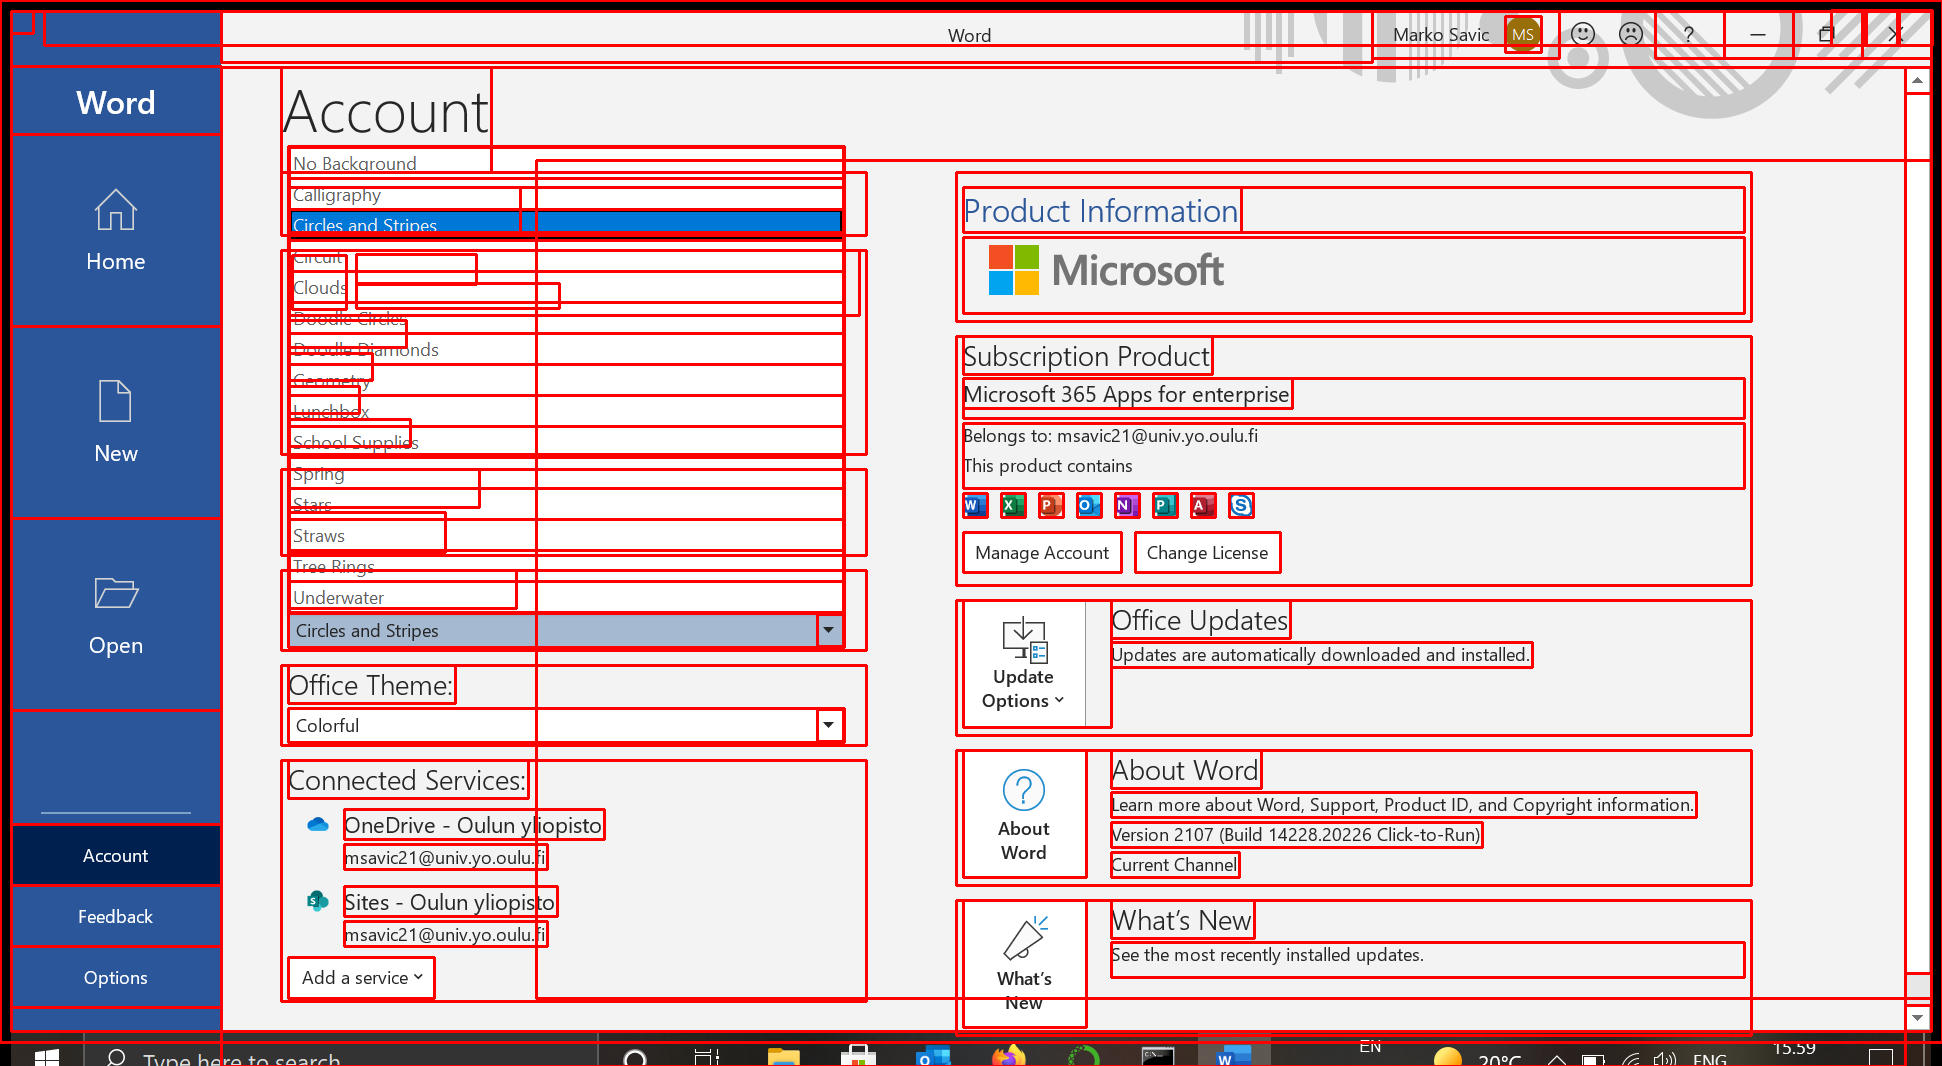 Word
Marko Savic
MS
?
Word
Home
New
Open
Account
Feedback
Options
Account
No Background
Calligraphy
Circles and Stripes
Circuit
Clouds
Doodle Circles
Doodle Diamonds
Geometry
Lunchbox
School Supplies
Spring
Stars
Straws
Tree Rings
Underwater
Circles and Stripes
Office Theme:
Colorful
Connected Services:
OneDrive - Oulun yliopisto
msavic21@univ.yo.oulu.fi
Sites - Oulun yliopisto
msavic21@univ.yo.oulu.fi
Add a service
Product Information
Microsoft
Subscription Product
Microsoft 365 Apps for enterprise
Belongs to: msavic21@univ.yo.oulu.fi
This product contains
W X P O N P A S
Manage Account
Change License
Update
Options
Office Updates
Updates are automatically downloaded and installed.
About
Word
About Word
Learn more about Word, Support, Product ID, and Copyright information.
Version 2107 (Build 14228.20226 Click-to-Run)
Current Channel
What's
New
What's New
See the most recently installed updates.
Type here to search
EN
20°C
ENG
15.59